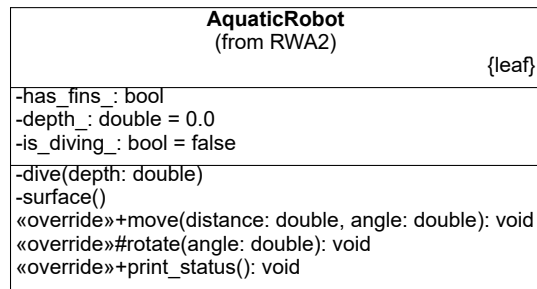 AquaticRobot
(from RWA2)
{leaf}
-has_fins_: bool
-depth_: double = 0.0
-is_diving_: bool = false
-dive(depth: double)
-surface()
«override»+move(distance: double, angle: double): void
«override»#rotate(angle: double): void
«override»+print_status(): void